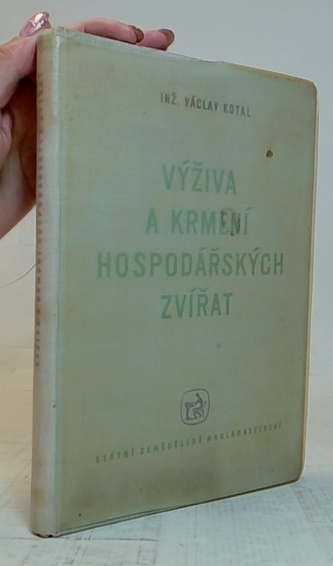 INŽ. VÁCLAV KOTAL
VÝŽIVA
A KRMENÍ
HOSPODÁŘSKÝCH
ZVÍŘAT
STÁTNÍ ZEMĚDĚLSKÉ NAKLADATELSTVÍ